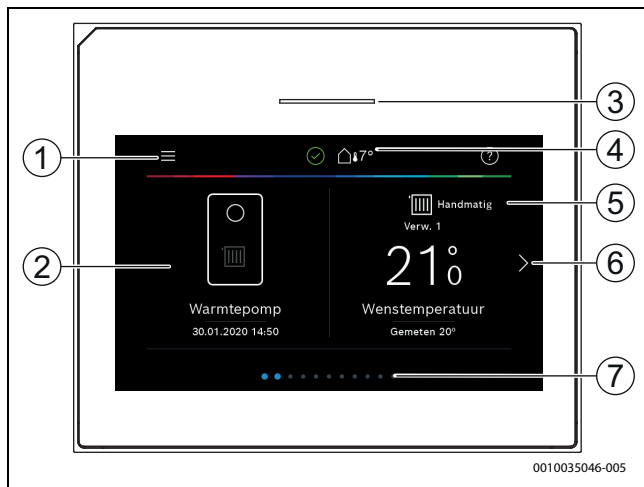 7°
?
Handmatig
Verw. 1
21°0
Warmtepomp
30.01.2020 14:50
Wenstemperatuur
Gemeten 20°
1
2
3
4
5
6
7
0010035046-005